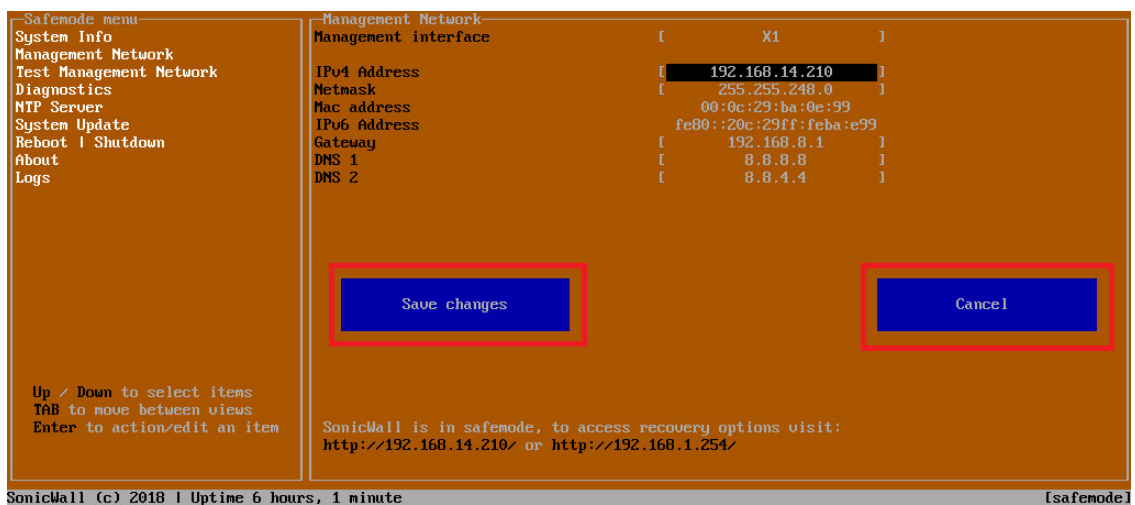 Safemode menu
System Info
Management Network
Test Management Network
Diagnostics
NTP Server
System Update
Reboot | Shutdown
About
Logs
Up / Down to select items
TAB to move between views
Enter to action/edit an item
Management Network
Management interface [ X1 ]
IPv4 Address [ 192.168.14.210 ]
Netmask [ 255.255.248.0 ]
Mac address 00:0c:29:ba:0e:99
IPv6 Address fe80::20c:29ff:feba:e99
Gateway [ 192.168.8.1 ]
DNS 1 [ 8.8.8.8 ]
DNS 2 [ 8.8.4.4 ]
Save changes
Cancel
SonicWall is in safemode, to access recovery options visit:
http://192.168.14.210/ or http://192.168.1.254/
SonicWall (c) 2018 | Uptime 6 hours, 1 minute [safemode]